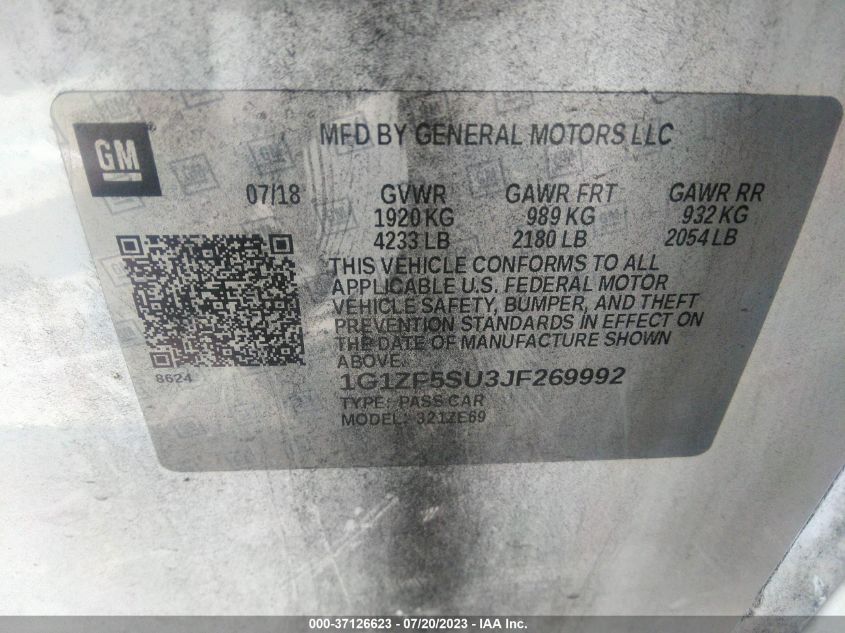 GM
MFD BY GENERAL MOTORS LLC
07/18 GVWR GAWR FRT GAWR RR
1920 KG 989 KG 932 KG
4233 LB 2180 LB 2054 LB
THIS VEHICLE CONFORMS TO ALL
APPLICABLE U.S. FEDERAL MOTOR
VEHICLE SAFETY, BUMPER, AND THEFT
PREVENTION STANDARDS IN EFFECT ON
THE DATE OF MANUFACTURE SHOWN
ABOVE.
8624
1G1ZF5SU3JF269992
TYPE: PASS CAR
MODEL: 321ZE69
000-37126623 - 07/20/2023 - IAA Inc.